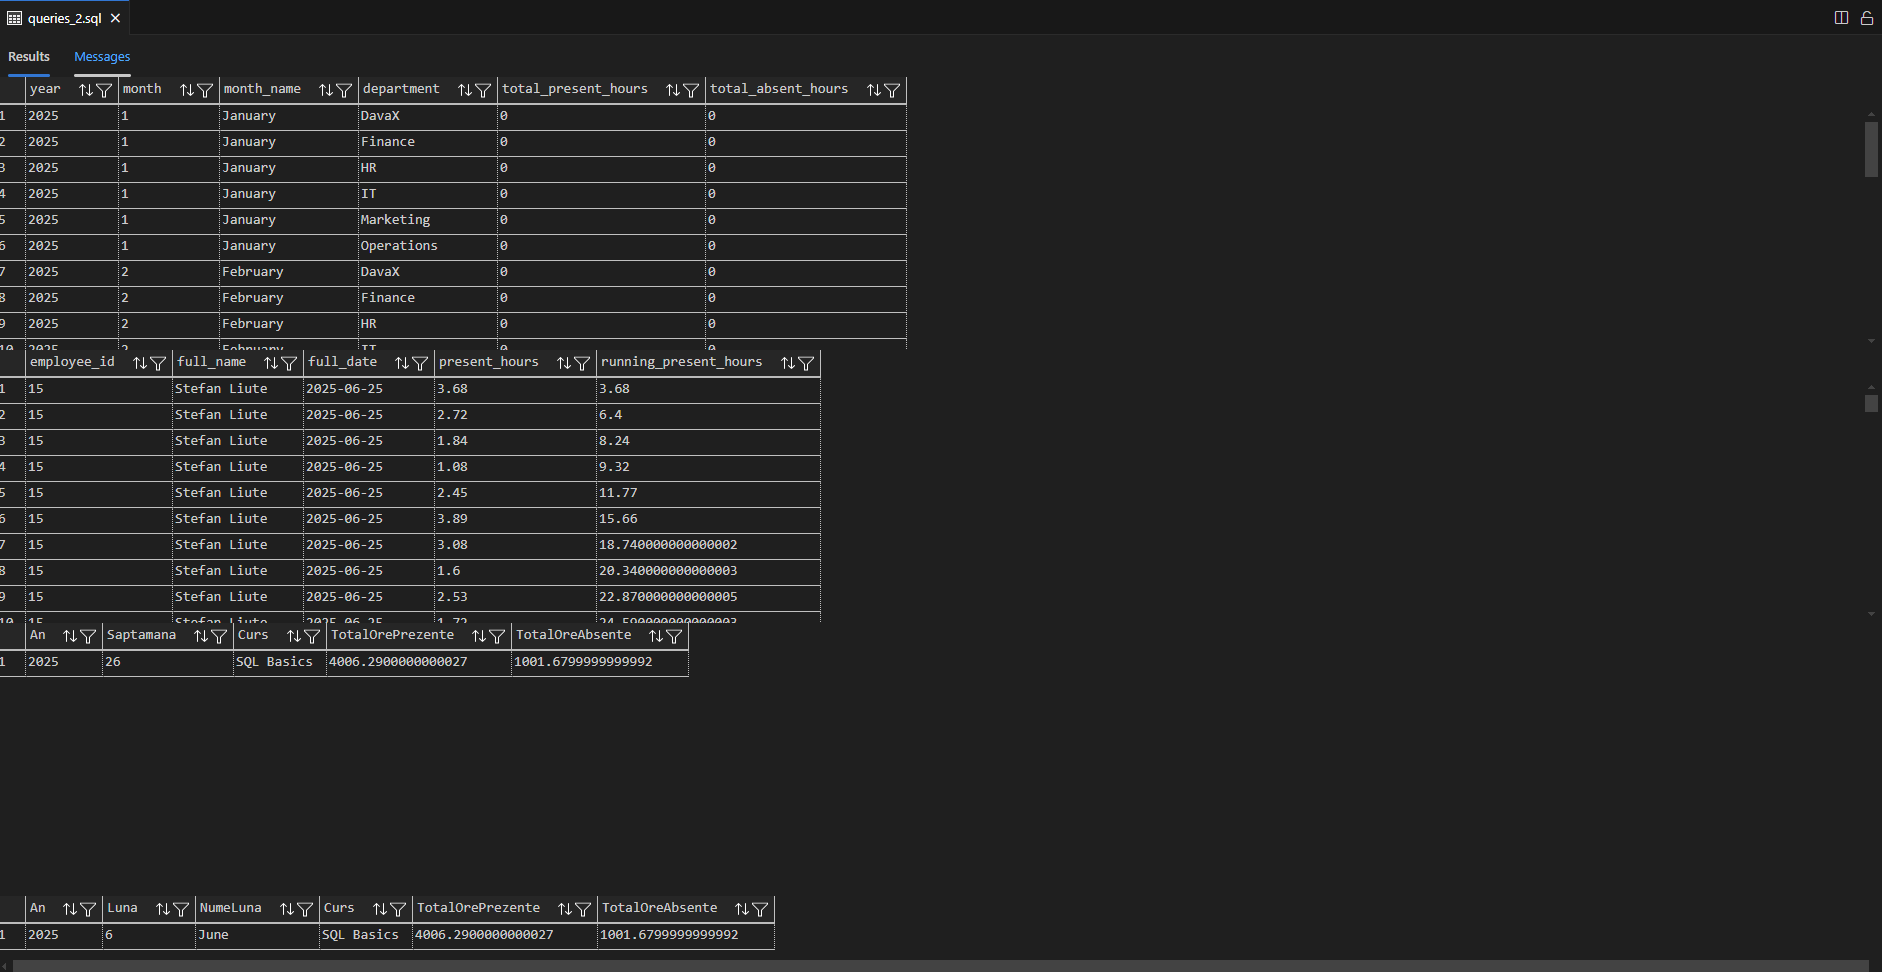 queries_2.sql
Results Messages
year month month_name department total_present_hours total_absent_hours
1 2025 1 January DavaX 0 0
2 2025 1 January Finance 0 0
3 2025 1 January HR 0 0
4 2025 1 January IT 0 0
5 2025 1 January Marketing 0 0
6 2025 1 January Operations 0 0
7 2025 2 February DavaX 0 0
8 2025 2 February Finance 0 0
9 2025 2 February HR 0 0
10 2025 2 February IT 0 0
employee_id full_name full_date present_hours running_present_hours
1 15 Stefan Liute 2025-06-25 3.68 3.68
2 15 Stefan Liute 2025-06-25 2.72 6.4
3 15 Stefan Liute 2025-06-25 1.84 8.24
4 15 Stefan Liute 2025-06-25 1.08 9.32
5 15 Stefan Liute 2025-06-25 2.45 11.77
6 15 Stefan Liute 2025-06-25 3.89 15.66
7 15 Stefan Liute 2025-06-25 3.08 18.740000000000002
8 15 Stefan Liute 2025-06-25 1.6 20.340000000000003
9 15 Stefan Liute 2025-06-25 2.53 22.870000000000005
10 15 Stefan Liute 2025-06-25 1.72 24.590000000000003
An Saptamana Curs TotalOrePrezente TotalOreAbsente
1 2025 26 SQL Basics 4006.2900000000027 1001.6799999999992
An Luna NumeLuna Curs TotalOrePrezente TotalOreAbsente
1 2025 6 June SQL Basics 4006.2900000000027 1001.6799999999992